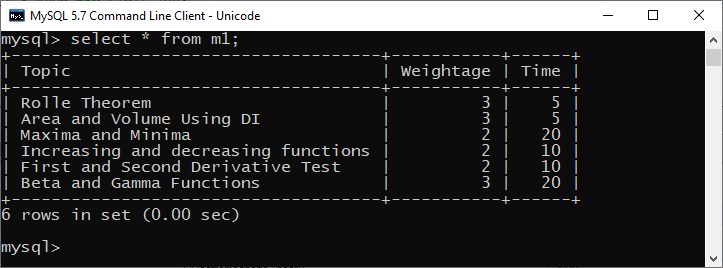 MySQL 5.7 Command Line Client - Unicode
mysql> select * from m1;
+-----------------------------------+-----------+------+
| Topic                             | Weightage | Time |
+-----------------------------------+-----------+------+
| Rolle Theorem                     |         3 |    5 |
| Area and Volume Using DI          |         3 |    5 |
| Maxima and Minima                 |         2 |   20 |
| Increasing and decreasing functions |         2 |   10 |
| First and Second Derivative Test  |         2 |   10 |
| Beta and Gamma Functions          |         3 |   20 |
+-----------------------------------+-----------+------+
6 rows in set (0.00 sec)
mysql>